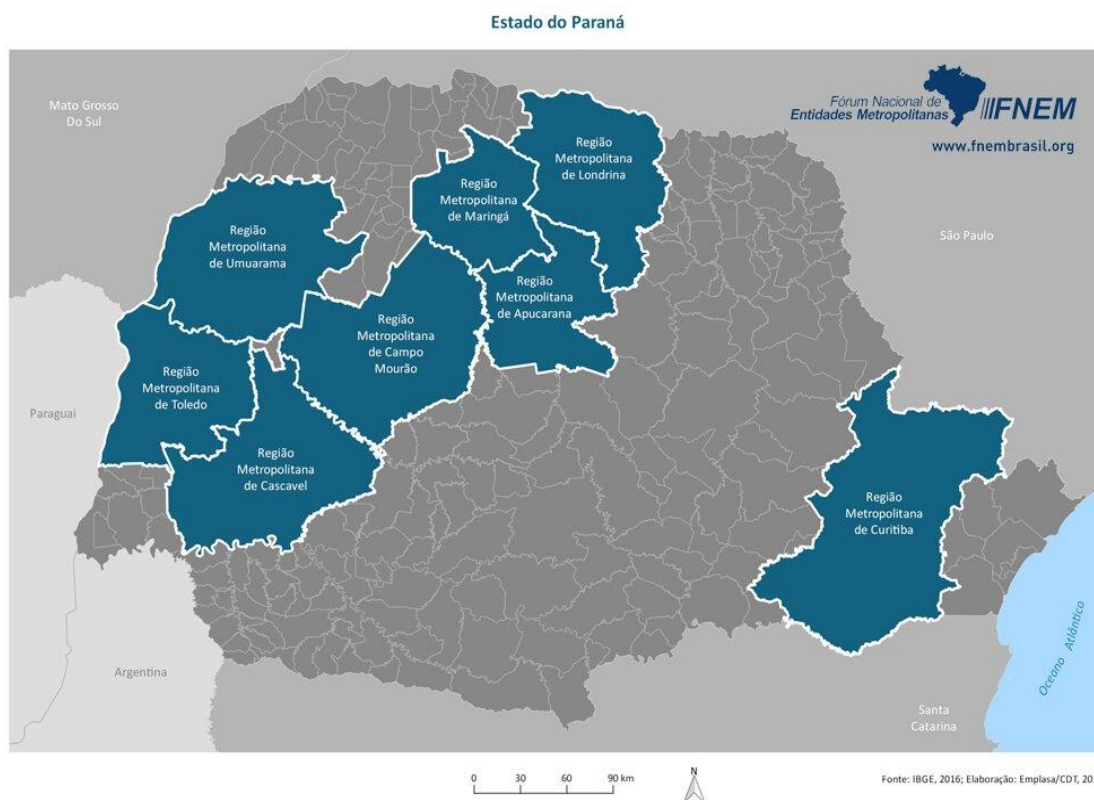 Estado do Paraná
Mato Grosso
Do Sul
Fórum Nacional de
Entidades Metropolitanas
FNEM
www.fnembrasil.org
Região
Metropolitana
de Londrina
Região
Metropolitana
de Maringá
São Paulo
Região
Metropolitana
de Umuarama
Região
Metropolitana
de Apucarana
Região
Metropolitana
de Campo
Mourão
Região
Metropolitana
de Toledo
Paraguai
Região
Metropolitana
de Cascavel
Região
Metropolitana
de Curitiba
Argentina
Oceano Atlântico
Santa
Catarina
0 30 60 90 km
N
Fonte: IBGE, 2016; Elaboração: Emplasa/CDT, 20